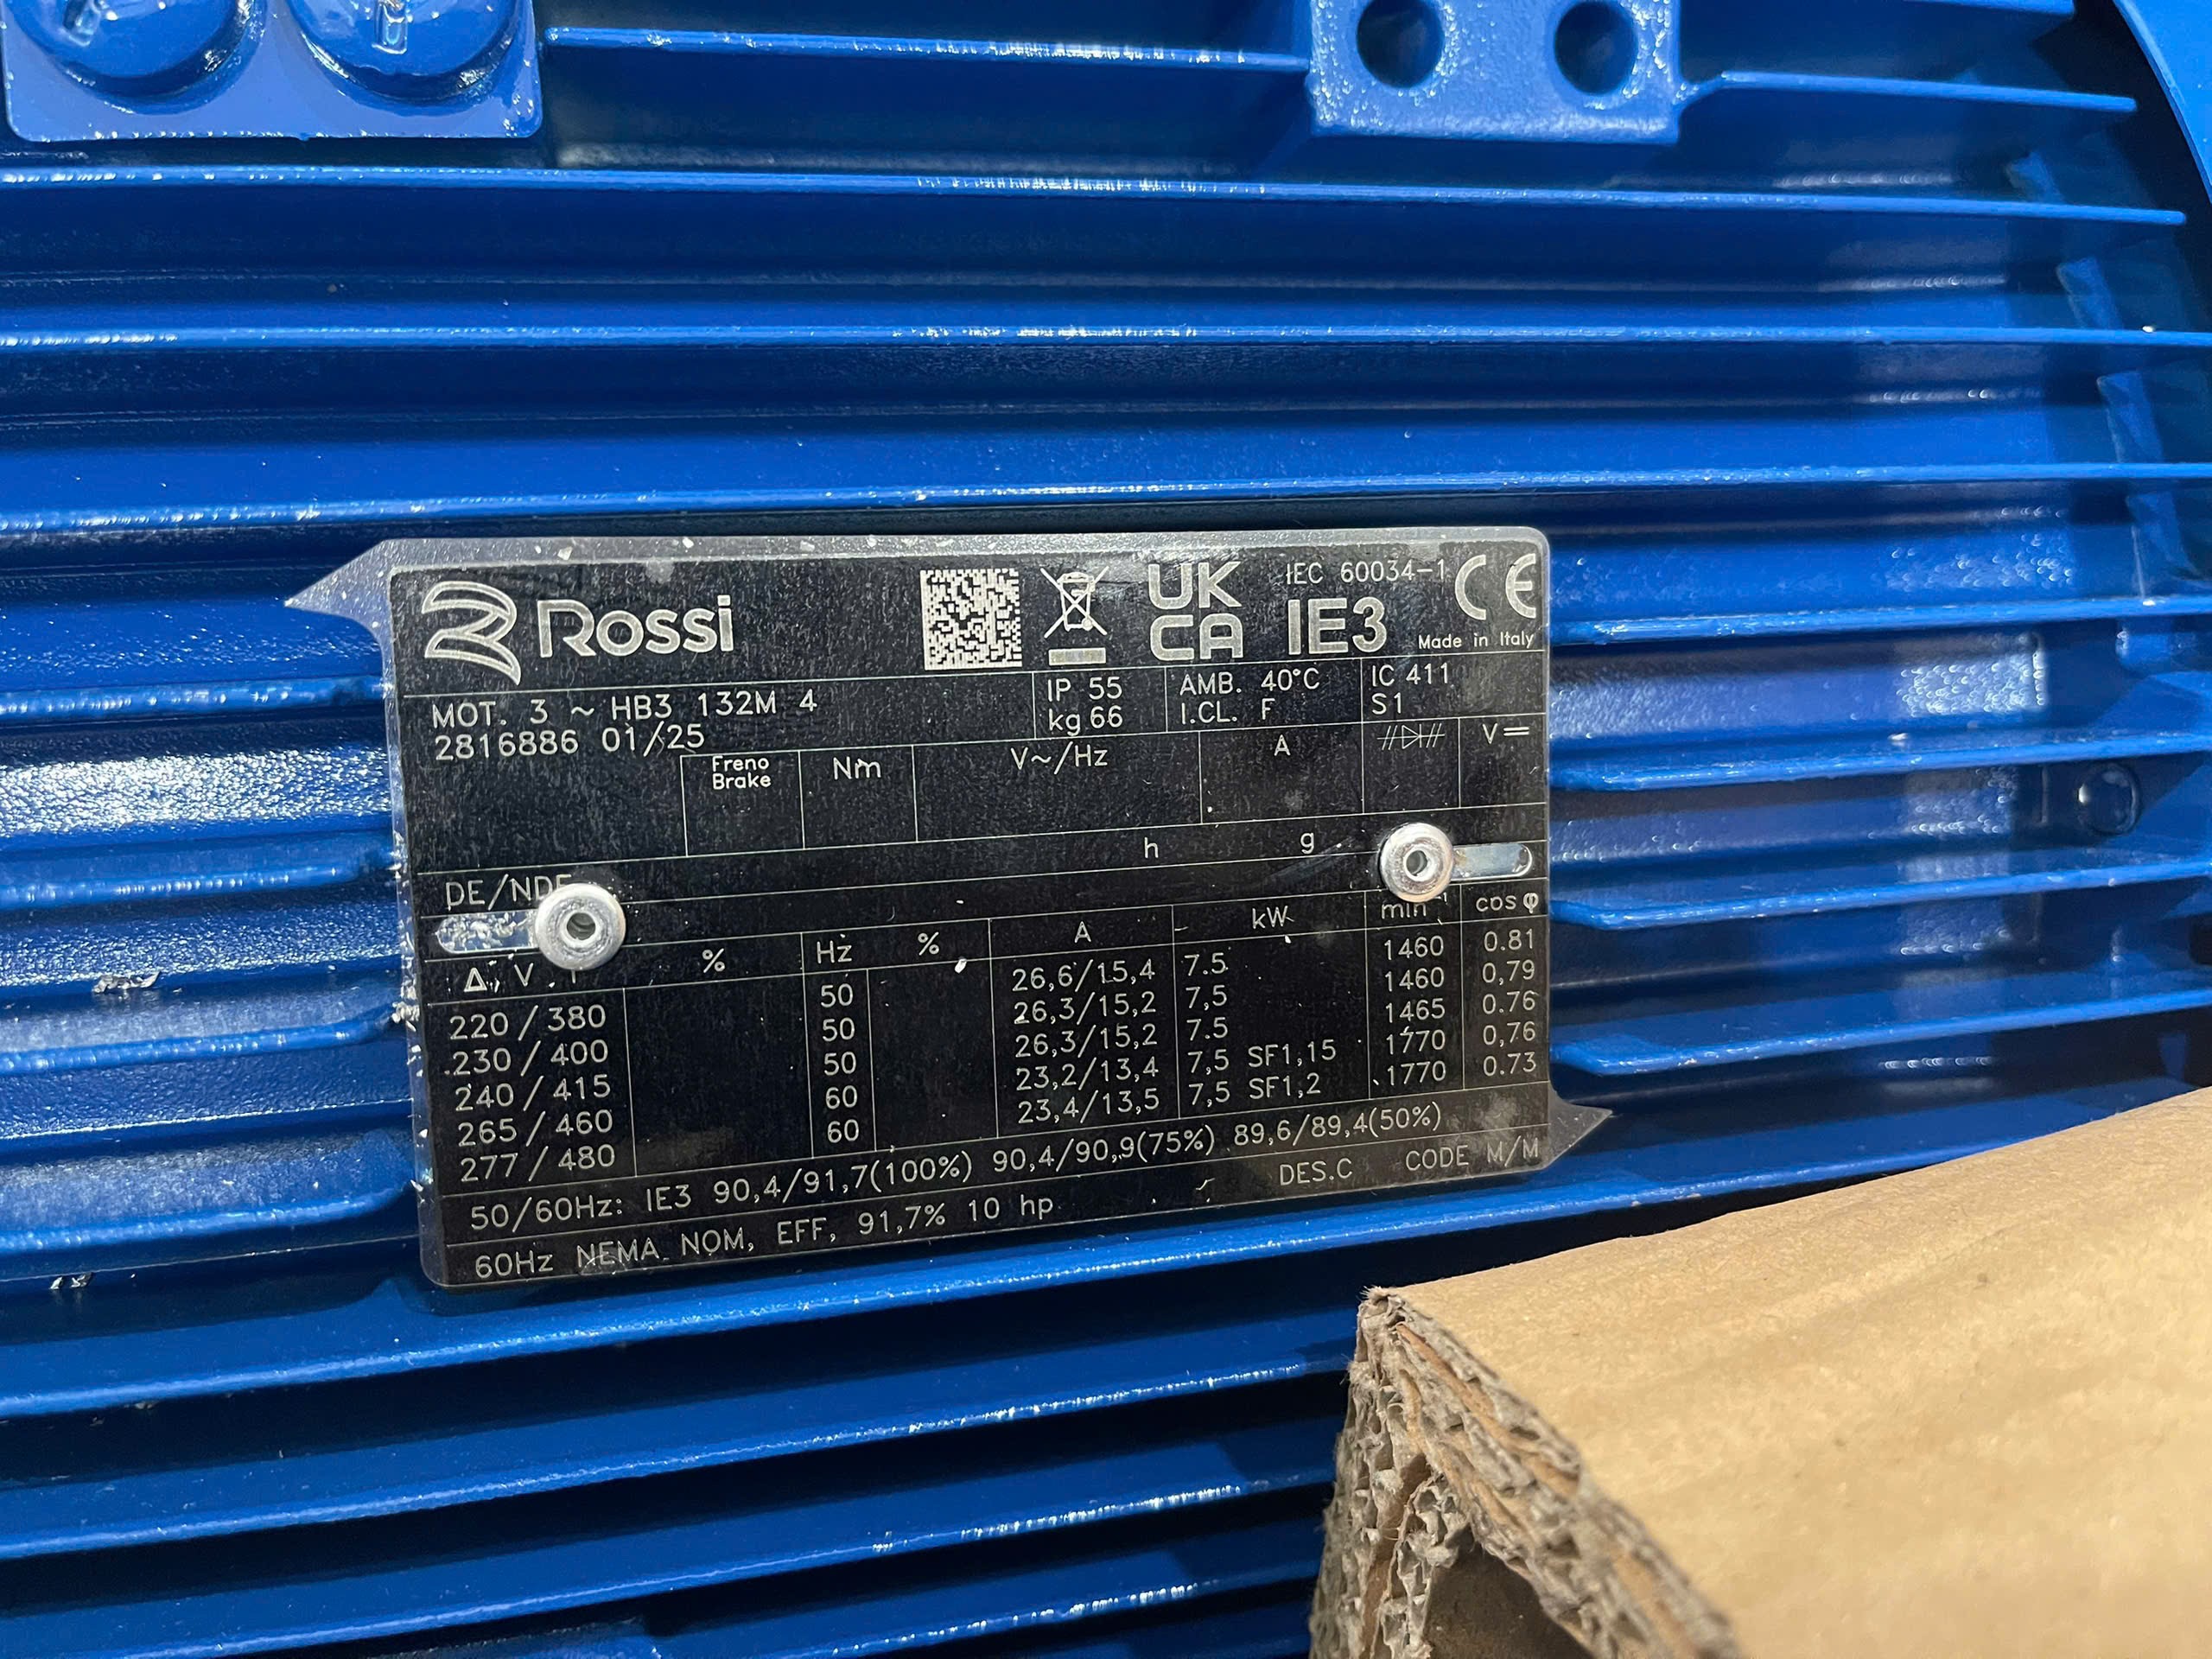 Rossi
UK
CA
IEC 60034-1
IE3
CE
Made in Italy
MOT. 3 ~ HB3 132M 4
2816886 01/25
IP 55
kg 66
AMB. 40°C
I.CL. F
IC 411
S1
Freno
Brake
Nm
V~/Hz
A
V=
h g
DE/NDE
Δ V % Hz % A kW min⁻¹ cos φ
220/380 50 26,6/15,4 7.5 1460 0.81
230/400 50 26,3/15,2 7,5 1460 0,79
240/415 50 26,3/15,2 7.5 1465 0.76
265/460 60 23,2/13,4 7,5 SF1,15 1770 0,76
277/480 60 23,4/13,5 7,5 SF1,2 1770 0.73
50/60Hz: IE3 90,4/91,7(100%) 90,4/90,9(75%) 89,6/89,4(50%)
60Hz NEMA NOM, EFF, 91,7% 10 hp DES.C CODE M/M